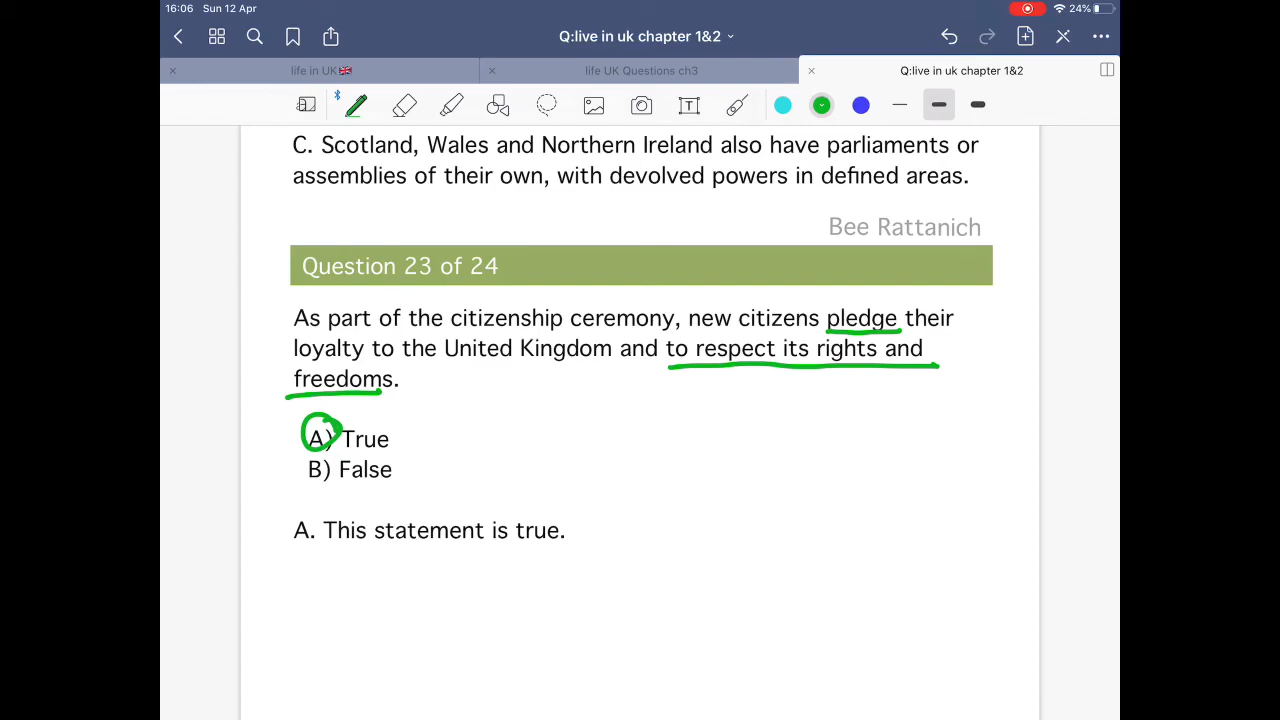 16:06 Sun 12 Apr 24%
Q:live in uk chapter 1&2
life in UK🇬🇧 life UK Questions ch3 Q:live in uk chapter 1&2
T
C. Scotland, Wales and Northern Ireland also have parliaments or
assemblies of their own, with devolved powers in defined areas.
Bee Rattanich
Question 23 of 24
As part of the citizenship ceremony, new citizens pledge their
loyalty to the United Kingdom and to respect its rights and
freedoms.
A) True
B) False
A. This statement is true.